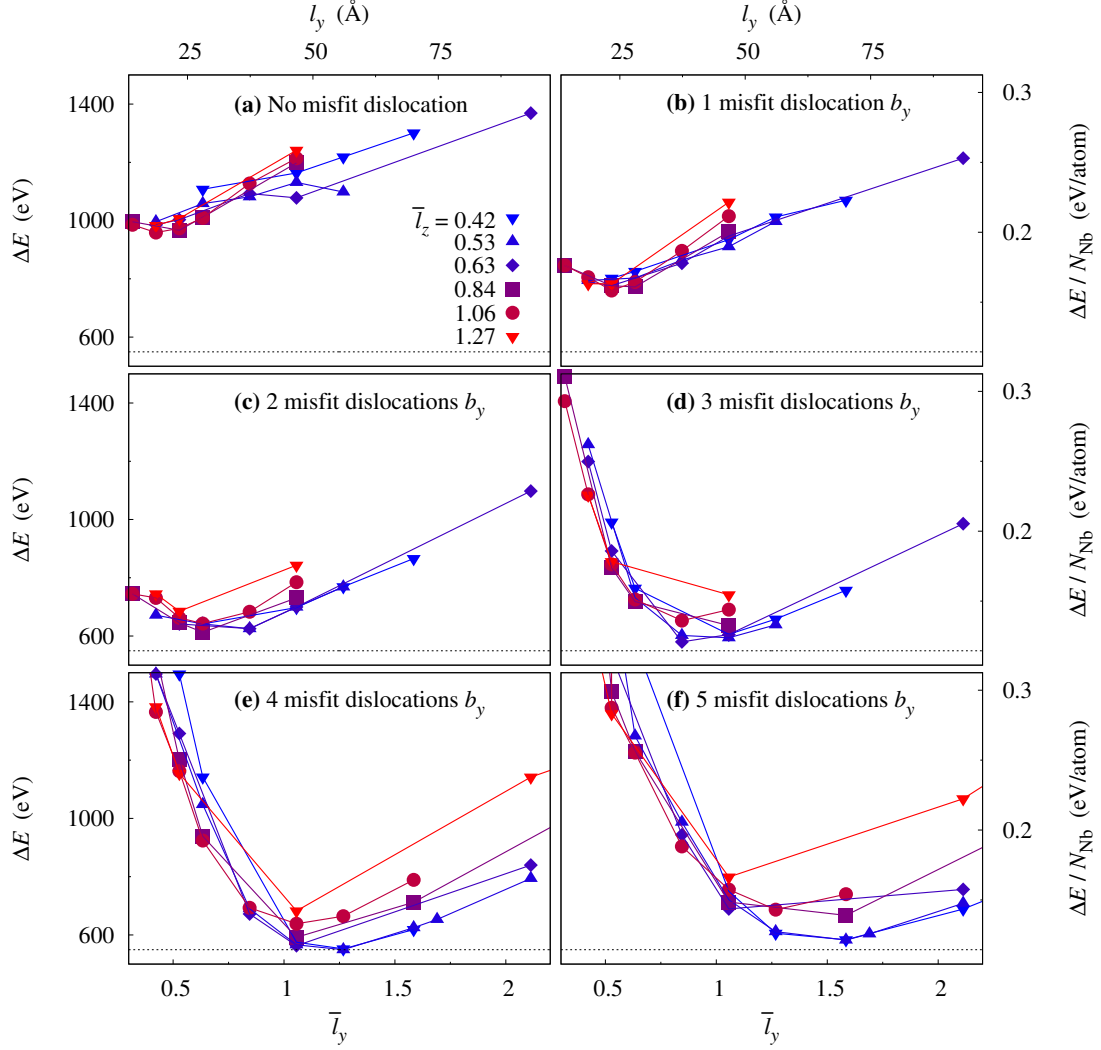 l_y (Å) l_y (Å)
25 50 75 25 50 75
1400 (a) No misfit dislocation (b) 1 misfit dislocation b_y 0.3
ΔE (eV) 1000 600
l̅_z = 0.42
0.53
0.63
0.84
1.06
1.27
0.2 ΔE / N_Nb (eV/atom)
1400 (c) 2 misfit dislocations b_y (d) 3 misfit dislocations b_y 0.3
ΔE (eV) 1000 600
0.2 ΔE / N_Nb (eV/atom)
1400 (e) 4 misfit dislocations b_y (f) 5 misfit dislocations b_y 0.3
ΔE (eV) 1000 600
0.2 ΔE / N_Nb (eV/atom)
0.5 1 1.5 2 0.5 1 1.5 2
l̅_y l̅_y